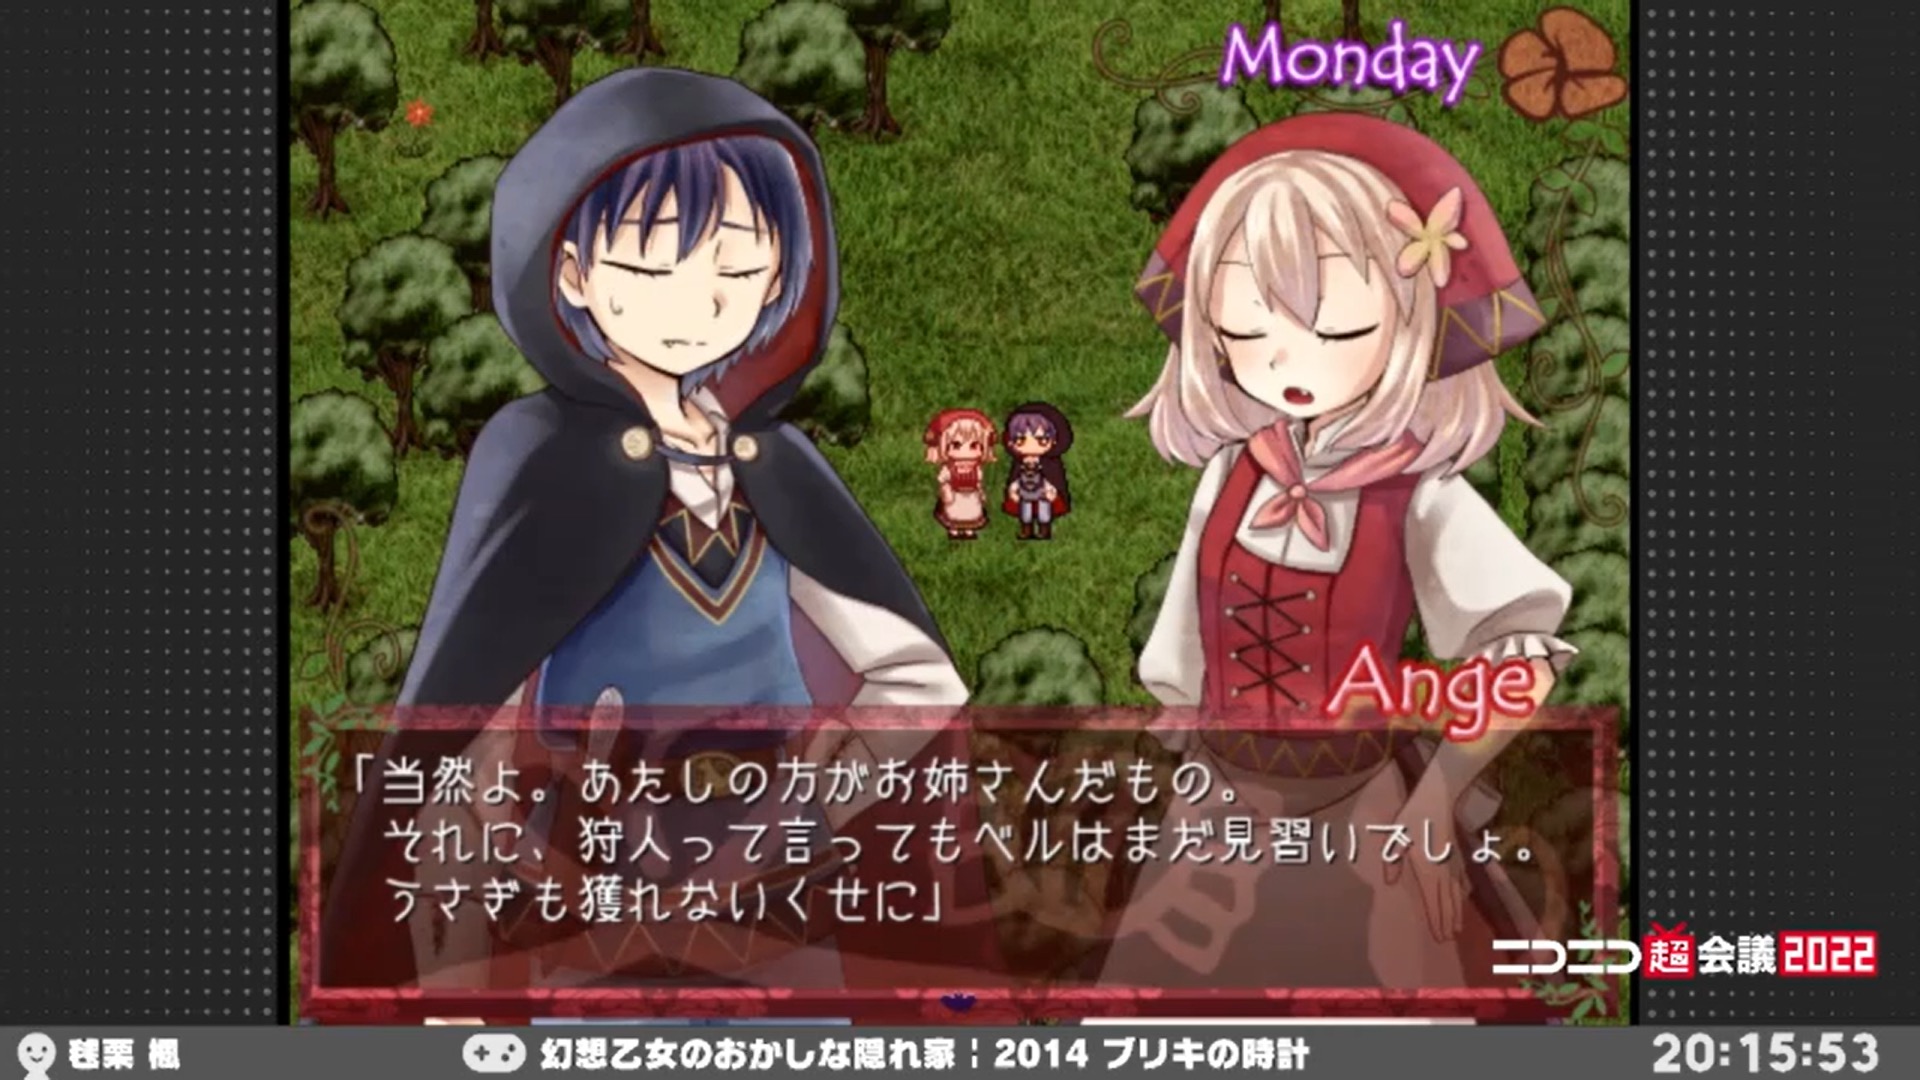 Monday
Ange
「当然よ。あたしの方がお姉さんだもの。
それに、狩人って言ってもベルはまだ見習いでしょ。
うさぎも獲れないくせに」
ニコニコ超会議2022
毬栗 楓
幻想乙女のおかしな隠れ家 | 2014 ブリキの時計
20:15:53